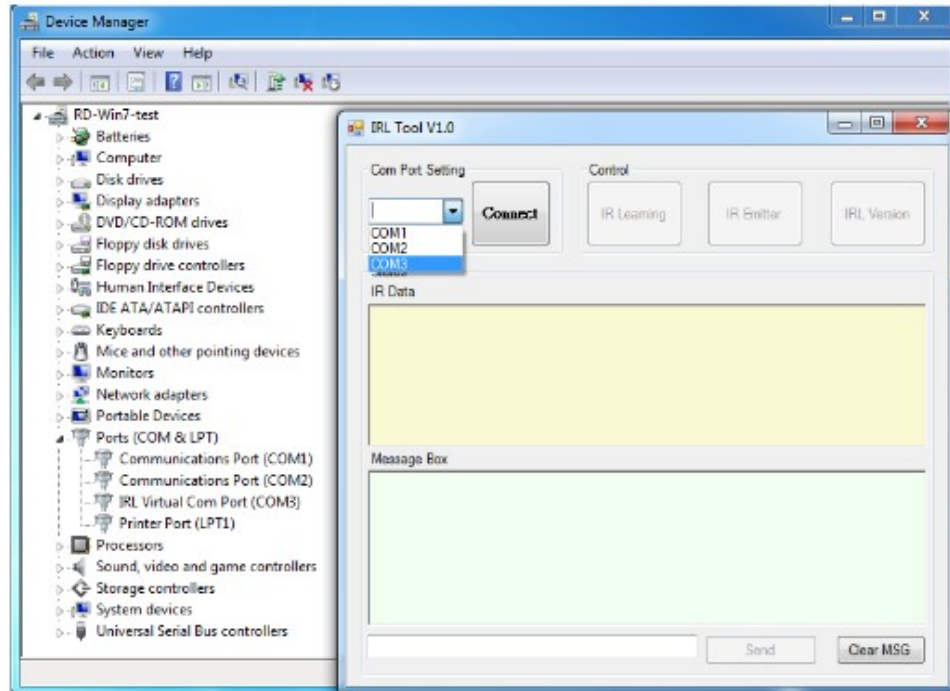 Device Manager
File Action View Help
RD-Win7-test
Batteries
Computer
Disk drives
Display adapters
DVD/CD-ROM drives
Floppy disk drives
Floppy drive controllers
Human Interface Devices
IDE ATA/ATAPI controllers
Keyboards
Mice and other pointing devices
Monitors
Network adapters
Portable Devices
Ports (COM & LPT)
Communications Port (COM1)
Communications Port (COM2)
IRL Virtual Com Port (COM3)
Printer Port (LPT1)
Processors
Sound, video and game controllers
Storage controllers
System devices
Universal Serial Bus controllers
IRL Tool V1.0
Com Port Setting
Connect
COM1
COM2
COM3
Control
IR Learning IR Emitter IRL Version
IR Data
Message Box
Send Clear MSG